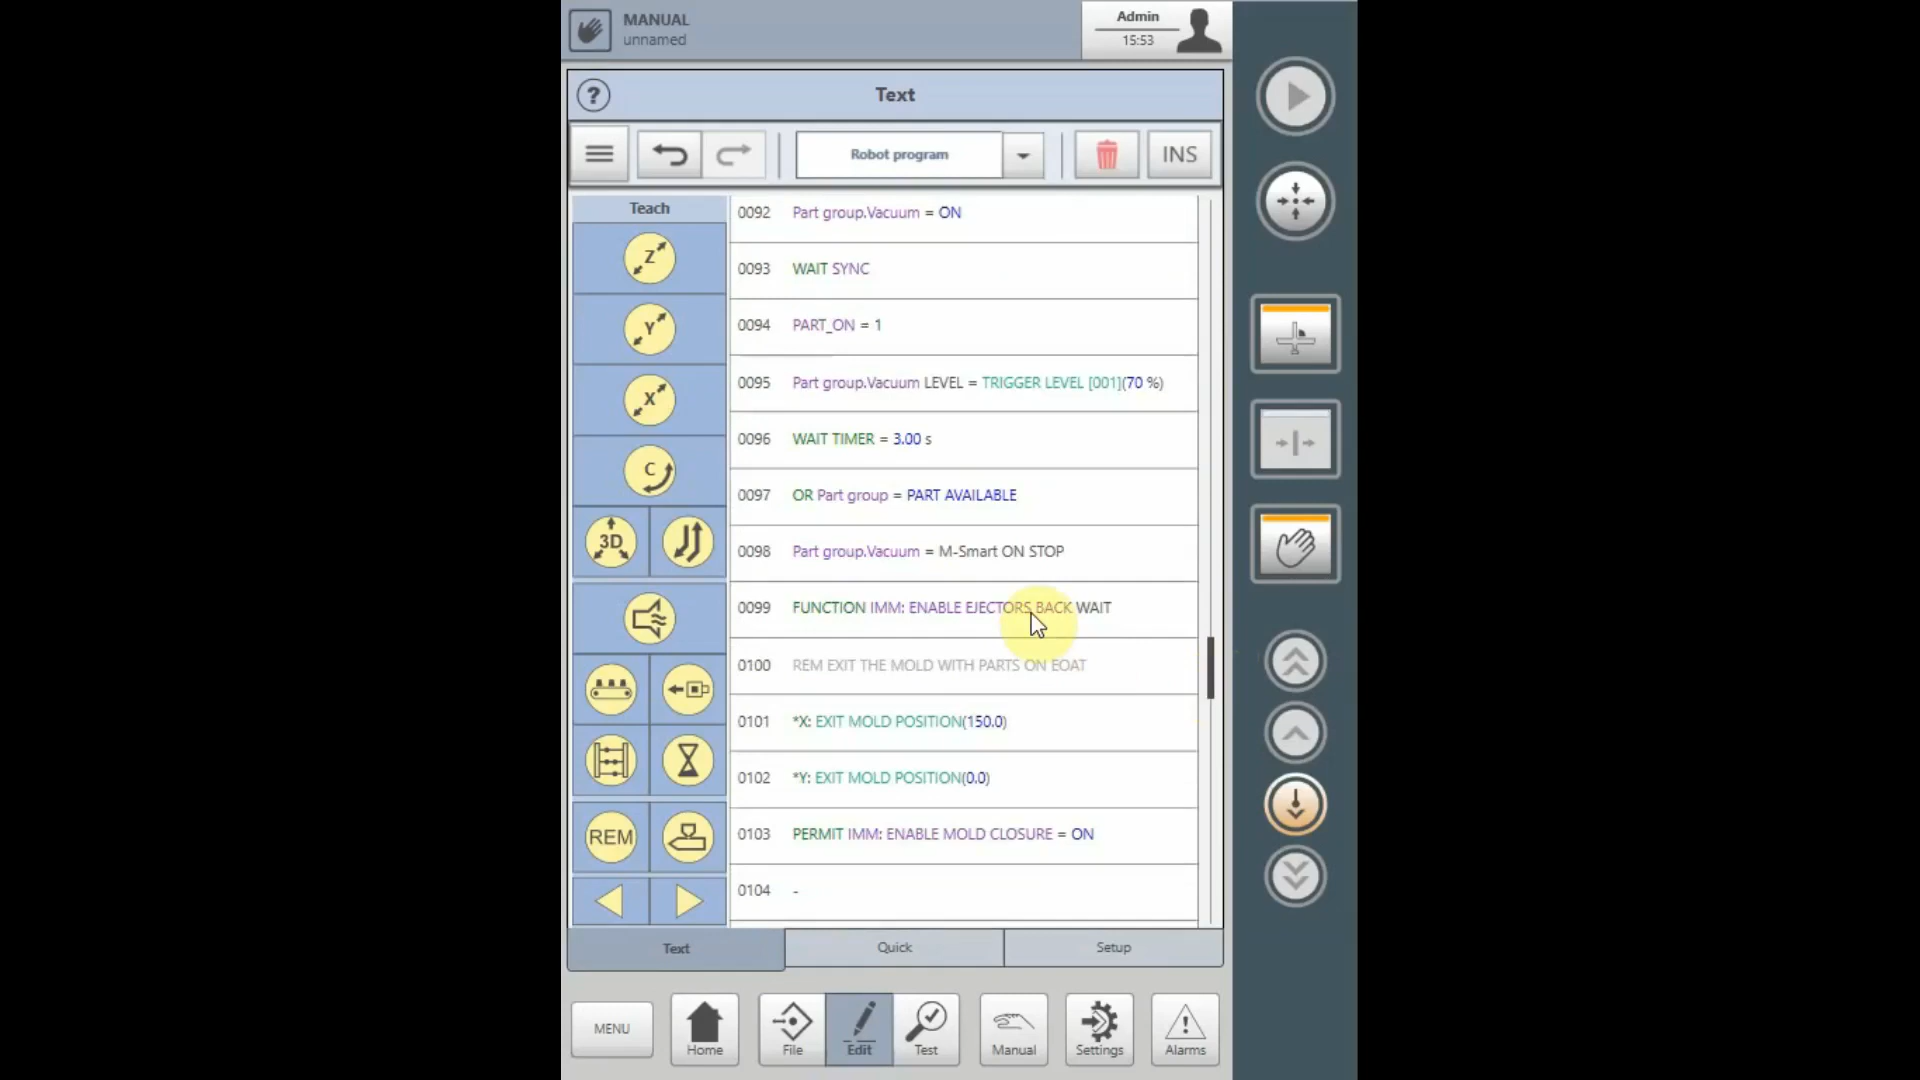 MANUAL
unnamed
Admin
15:53
?
Text
Robot program
INS
Teach
Z
Y
X
C
3D
REM
0092 Part group.Vacuum = ON
0093 WAIT SYNC
0094 PART_ON = 1
0095 Part group.Vacuum LEVEL = TRIGGER LEVEL [001](70 %)
0096 WAIT TIMER = 3.00 s
0097 OR Part group = PART AVAILABLE
0098 Part group.Vacuum = M-Smart ON STOP
0099 FUNCTION IMM: ENABLE EJECTORS BACK WAIT
0100 REM EXIT THE MOLD WITH PARTS ON EOAT
0101 *X: EXIT MOLD POSITION(150.0)
0102 *Y: EXIT MOLD POSITION(0.0)
0103 PERMIT IMM: ENABLE MOLD CLOSURE = ON
0104 -
Text Quick Setup
MENU Home File Edit Test Manual Settings Alarms